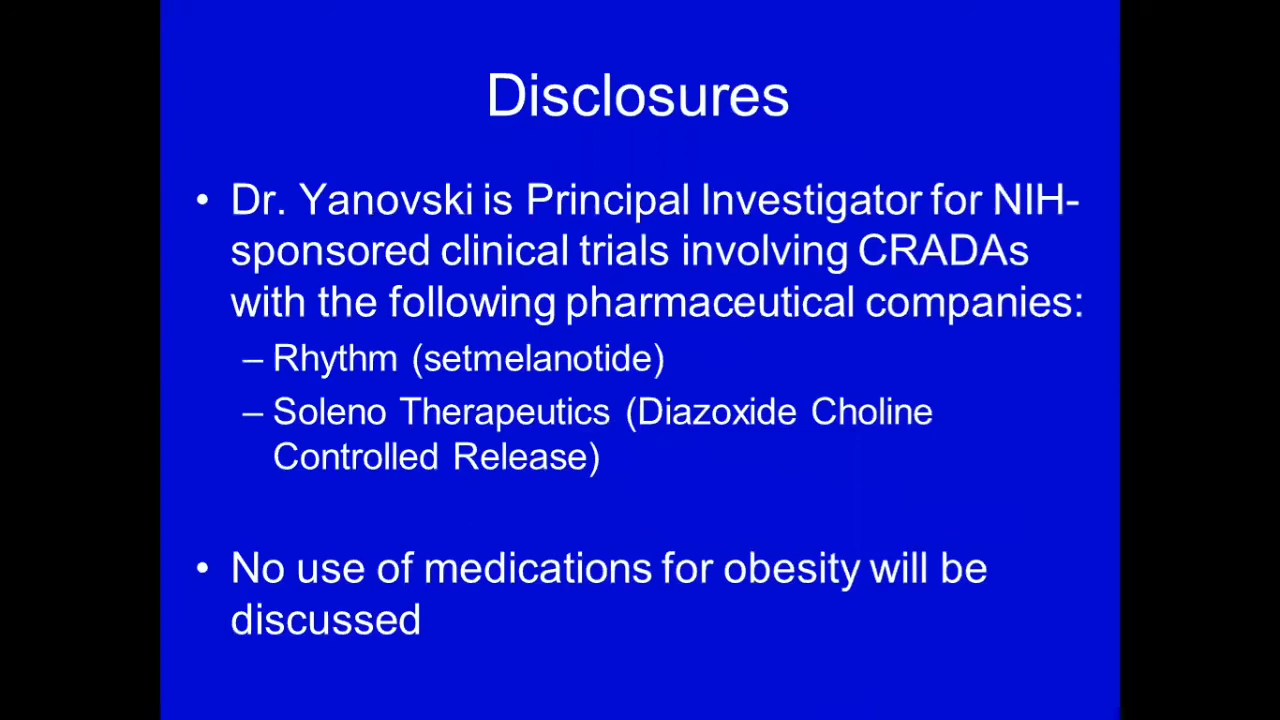 Disclosures
• Dr. Yanovski is Principal Investigator for NIH-
sponsored clinical trials involving CRADAs
with the following pharmaceutical companies:
– Rhythm (setmelanotide)
– Soleno Therapeutics (Diazoxide Choline
Controlled Release)
• No use of medications for obesity will be
discussed